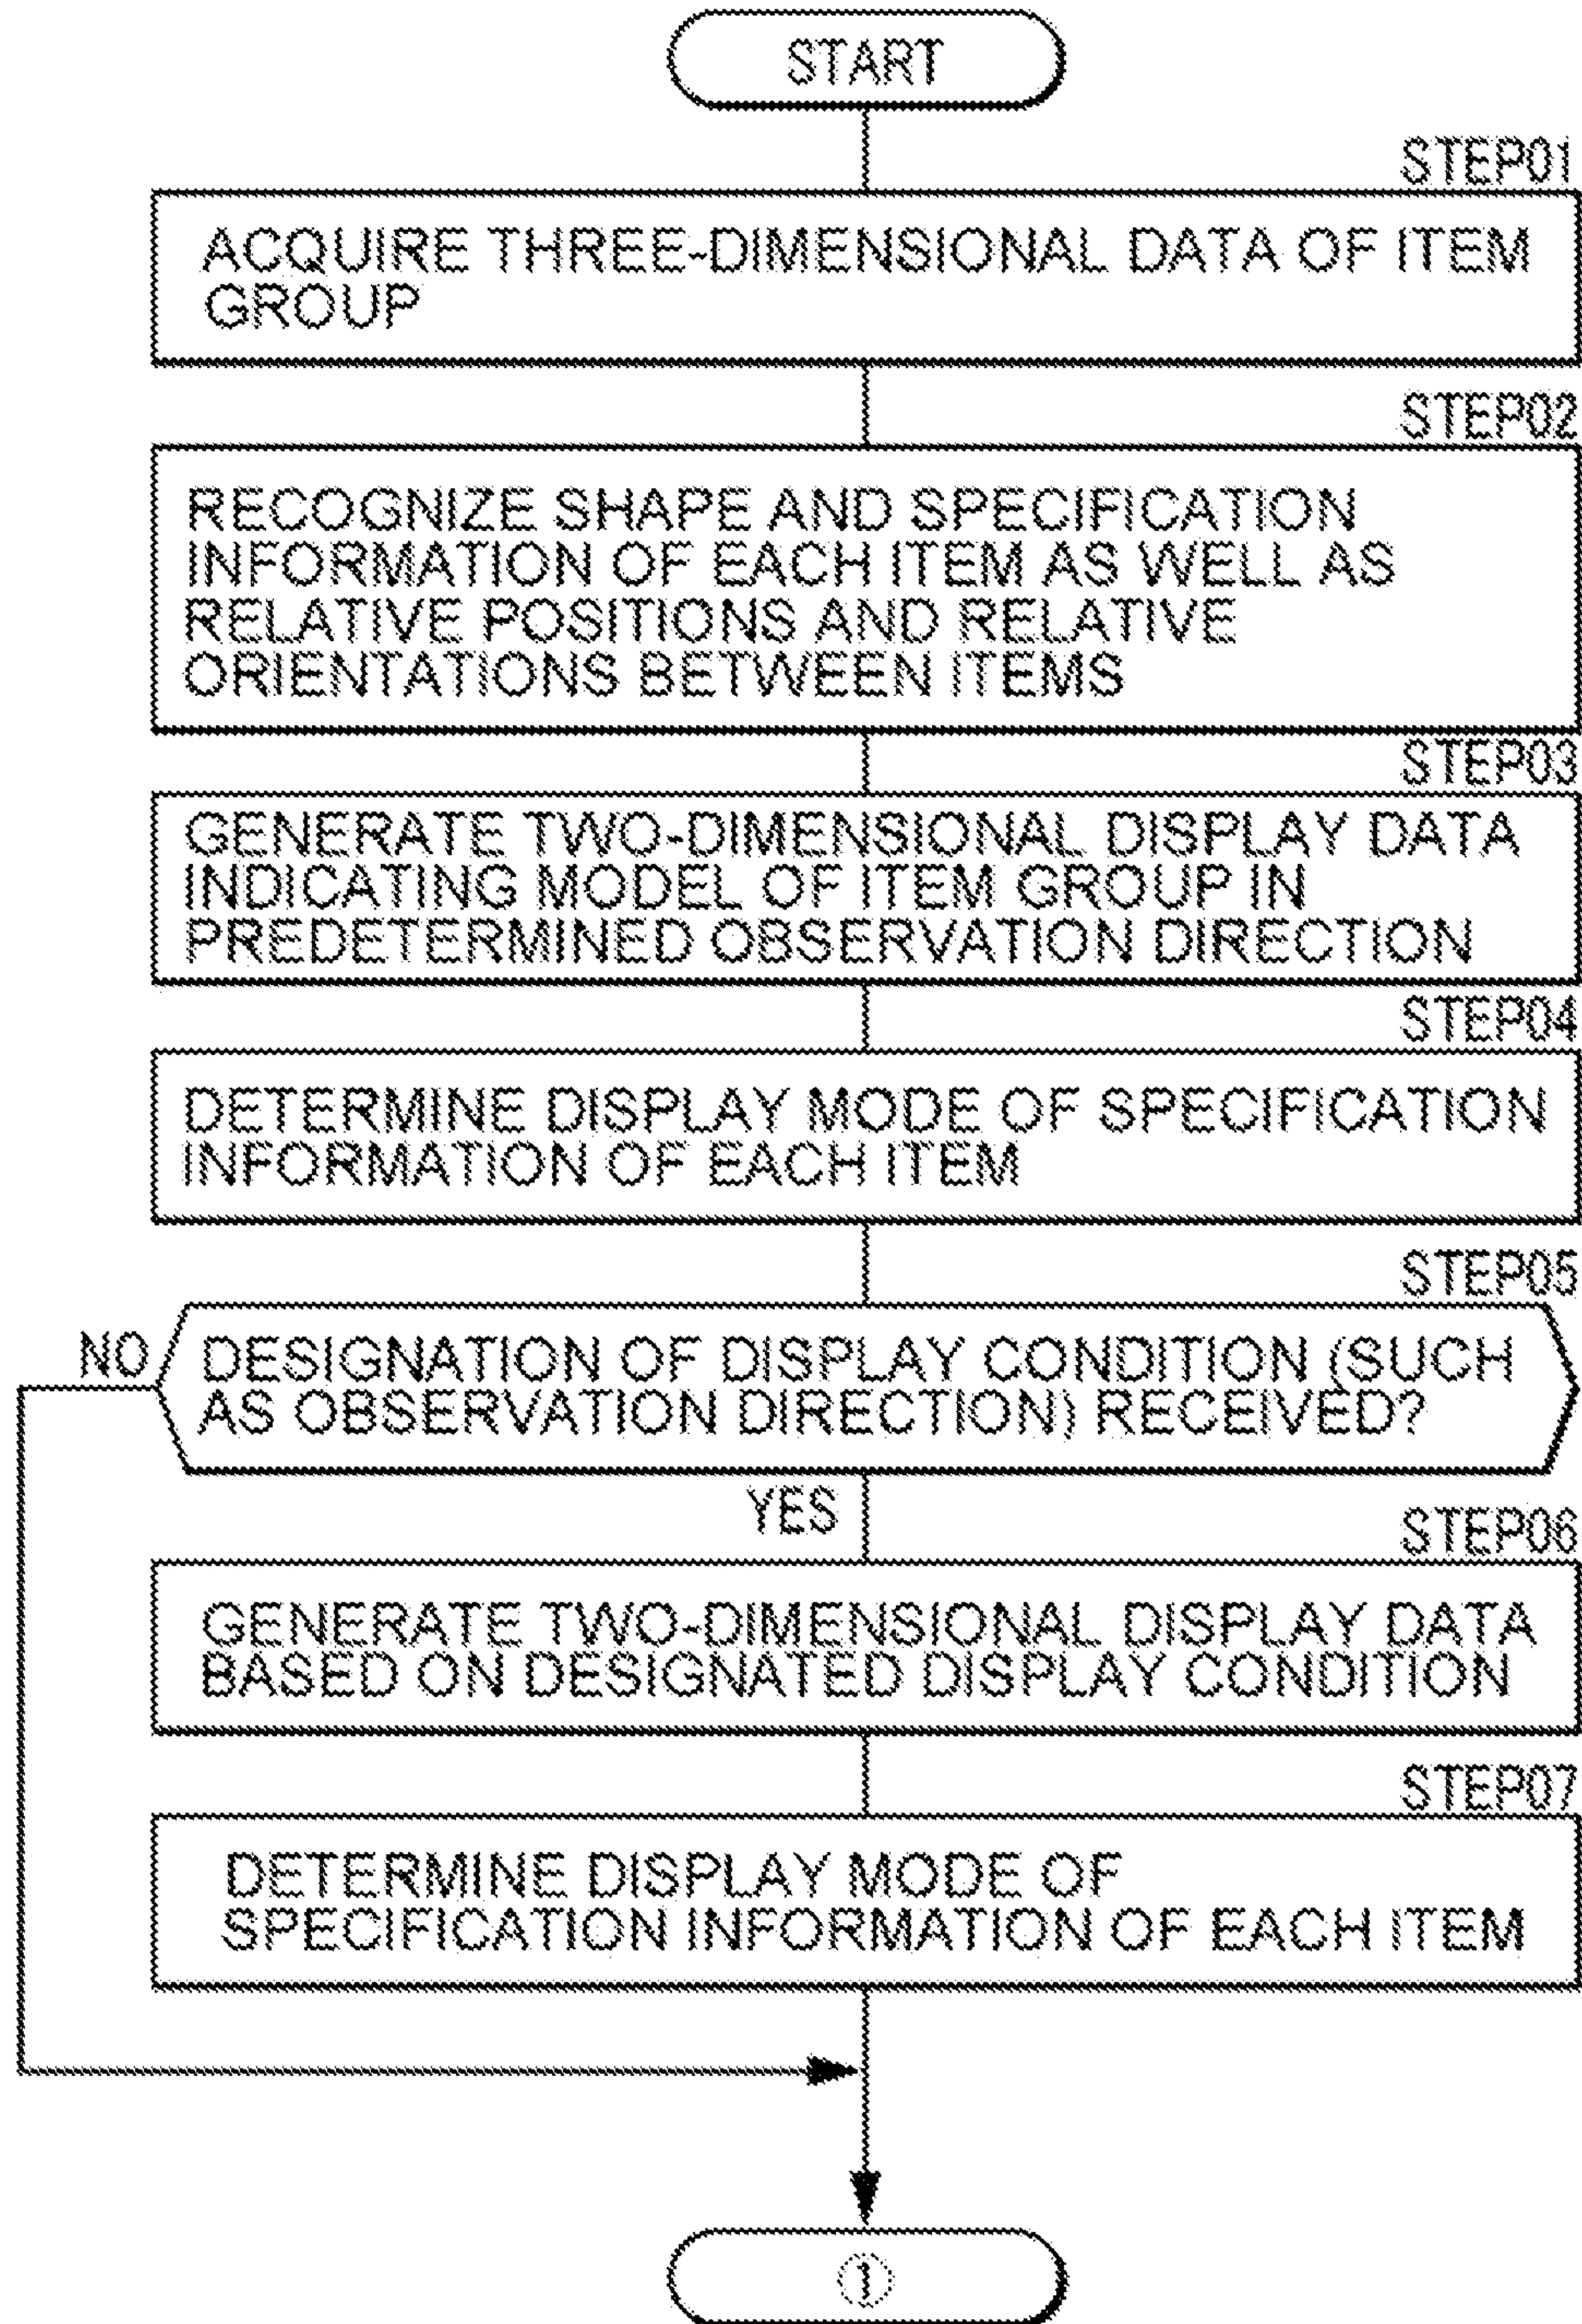 START
STEP01
ACQUIRE THREE-DIMENSIONAL DATA OF ITEM
GROUP
STEP02
RECOGNIZE SHAPE AND SPECIFICATION
INFORMATION OF EACH ITEM AS WELL AS
RELATIVE POSITIONS AND RELATIVE
ORIENTATIONS BETWEEN ITEMS
STEP03
GENERATE TWO-DIMENSIONAL DISPLAY DATA
INDICATING MODEL OF ITEM GROUP IN
PREDETERMINED OBSERVATION DIRECTION
STEP04
DETERMINE DISPLAY MODE OF SPECIFICATION
INFORMATION OF EACH ITEM
STEP05
NO
DESIGNATION OF DISPLAY CONDITION (SUCH
AS OBSERVATION DIRECTION) RECEIVED?
YES
STEP06
GENERATE TWO-DIMENSIONAL DISPLAY DATA
BASED ON DESIGNATED DISPLAY CONDITION
STEP07
DETERMINE DISPLAY MODE OF
SPECIFICATION INFORMATION OF EACH ITEM
①